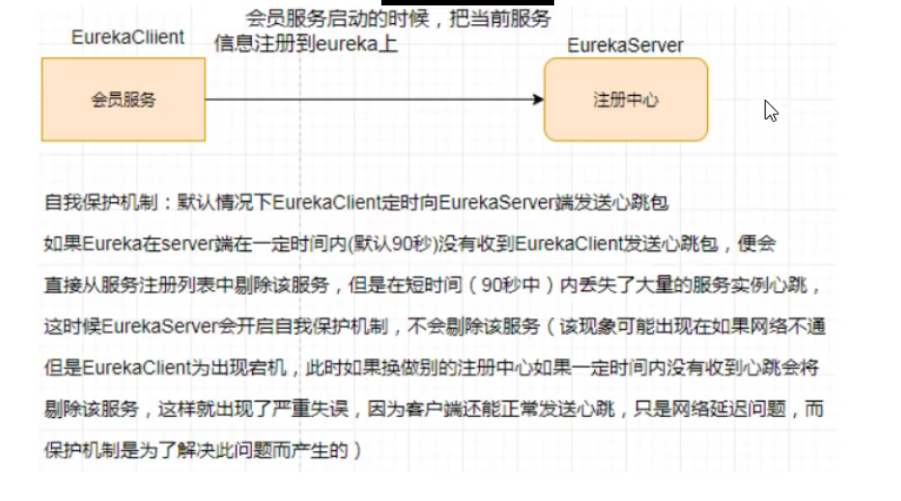 会员服务启动的时候，把当前服务
信息注册到eureka上
EurekaCliient
EurekaServer
会员服务
注册中心
自我保护机制：默认情况下EurekaClient定时向EurekaServer端发送心跳包
如果Eureka在server端在一定时间内(默认90秒)没有收到EurekaClient发送心跳包，便会
直接从服务注册列表中剔除该服务，但是在短时间（90秒中）内丢失了大量的服务实例心跳，
这时候EurekaServer会开启自我保护机制，不会剔除该服务（该现象可能出现在如果网络不通
但是EurekaClient为出现宕机，此时如果换做别的注册中心如果一定时间内没有收到心跳会将
剔除该服务，这样就出现了严重失误，因为客户端还能正常发送心跳，只是网络延迟问题，而
保护机制是为了解决此问题而产生的）